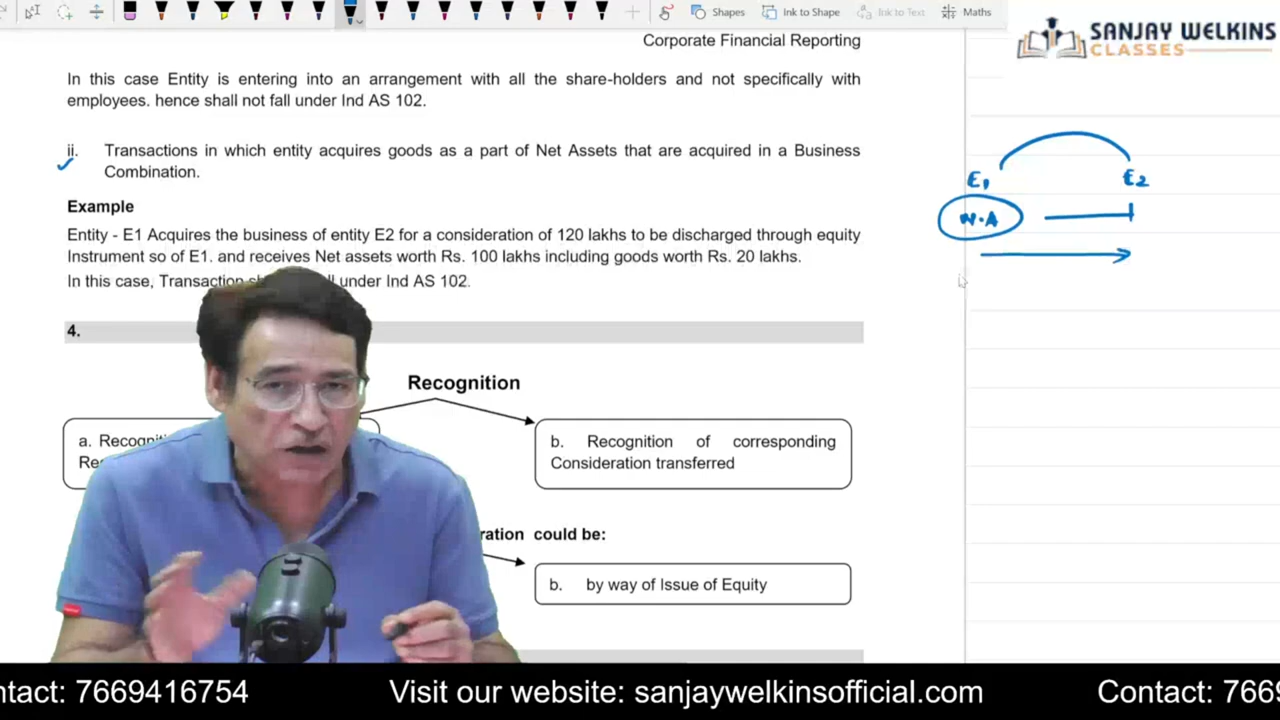 Shapes Ink to Shape Ink to Text Maths
SANJAY WELKINS
CLASSES
Corporate Financial Reporting
In this case Entity is entering into an arrangement with all the share-holders and not specifically with
employees. hence shall not fall under Ind AS 102.
ii. Transactions in which entity acquires goods as a part of Net Assets that are acquired in a Business
Combination.
Example
Entity - E1 Acquires the business of entity E2 for a consideration of 120 lakhs to be discharged through equity
Instrument so of E1. and receives Net assets worth Rs. 100 lakhs including goods worth Rs. 20 lakhs.
In this case, Transaction under Ind AS 102.
E1 E2
N.A
4.
Recognition
a.
b. Recognition of corresponding
Consideration transferred
could be:
b. by way of Issue of Equity
ntact: 7669416754 Visit our website: sanjaywelkinsofficial.com Contact: 7669